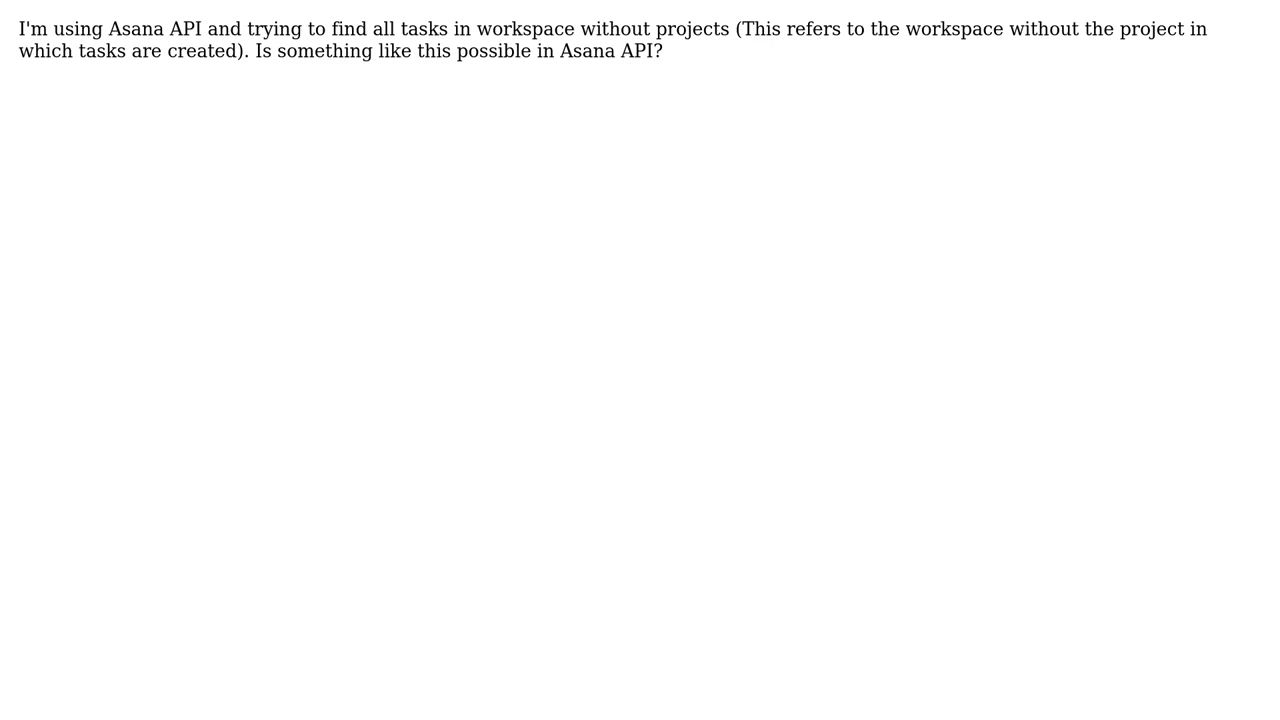 I'm using Asana API and trying to find all tasks in workspace without projects (This refers to the workspace without the project in
which tasks are created). Is something like this possible in Asana API?